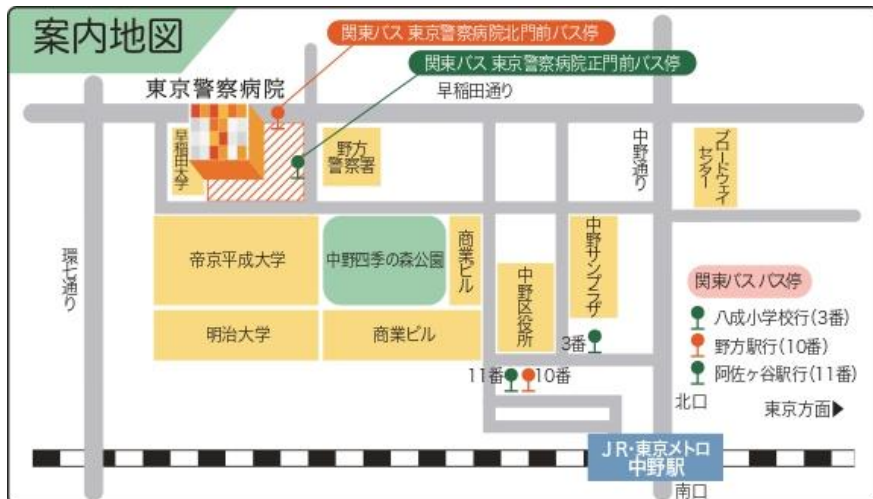 案内地図
関東バス 東京警察病院北門前バス停
関東バス 東京警察病院正門前バス停
東京警察病院
早稲田通り
早稲田大学
野方
警察署
中野通り
ブロードウェイ
センター
環七通り
帝京平成大学
中野四季の森公園
商業ビル
中野サンプラザ
中野区役所
明治大学
商業ビル
3番
11番
10番
関東バス バス停
八成小学校行(3番)
野方駅行(10番)
阿佐ヶ谷駅行(11番)
北口
東京方面▶
JR・東京メトロ
中野駅
南口